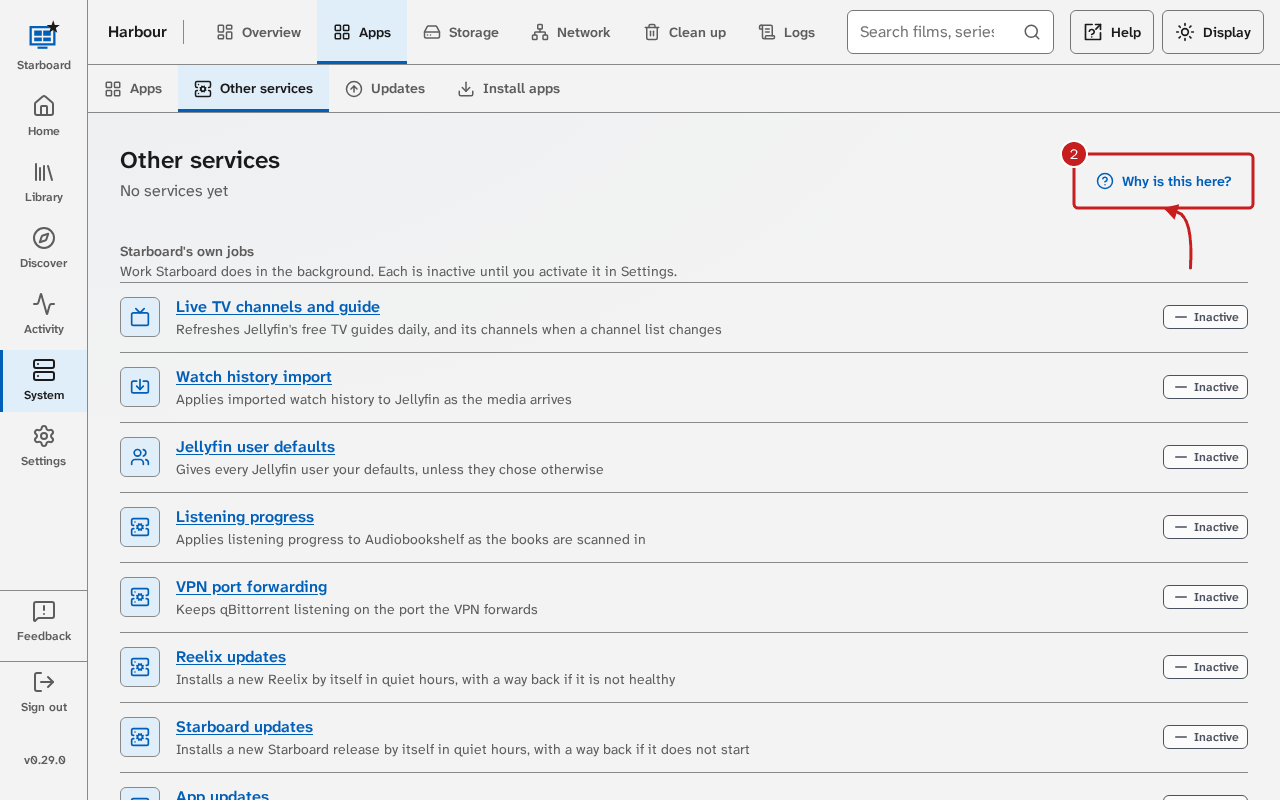 Starboard
Home
Library
Discover
Activity
System
Settings
Feedback
Sign out
v0.29.0
Harbour
Overview
Apps
Storage
Network
Clean up
Logs
Search films, series
Help
Display
Apps
Other services
Updates
Install apps
Other services
No services yet
2
Why is this here?
Starboard's own jobs
Work Starboard does in the background. Each is inactive until you activate it in Settings.
Live TV channels and guide
Refreshes Jellyfin's free TV guides daily, and its channels when a channel list changes
Inactive
Watch history import
Applies imported watch history to Jellyfin as the media arrives
Inactive
Jellyfin user defaults
Gives every Jellyfin user your defaults, unless they chose otherwise
Inactive
Listening progress
Applies listening progress to Audiobookshelf as the books are scanned in
Inactive
VPN port forwarding
Keeps qBittorrent listening on the port the VPN forwards
Inactive
Reelix updates
Installs a new Reelix by itself in quiet hours, with a way back if it is not healthy
Inactive
Starboard updates
Installs a new Starboard release by itself in quiet hours, with a way back if it does not start
Inactive
App updates